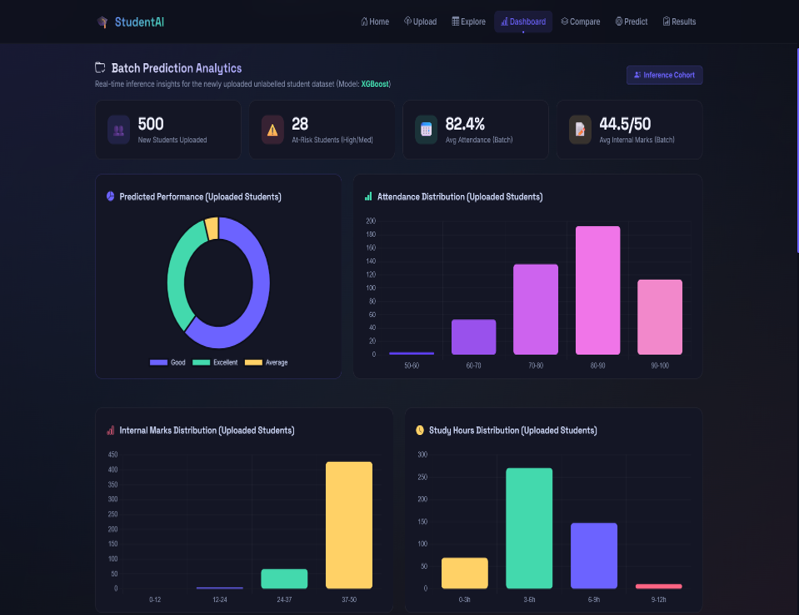 StudentAI
Home
Upload
Explore
Dashboard
Compare
Predict
Results
Batch Prediction Analytics
Real-time inference insights for the newly uploaded unlabelled student dataset (Model: XGBoost)
Inference Cohort
500
New Students Uploaded
28
At-Risk Students (High/Med)
82.4%
Avg Attendance (Batch)
44.5/50
Avg Internal Marks (Batch)
Predicted Performance (Uploaded Students)
Good
Excellent
Average
Attendance Distribution (Uploaded Students)
200
180
160
140
120
100
80
60
40
20
0
50-60
60-70
70-80
80-90
90-100
Internal Marks Distribution (Uploaded Students)
450
400
350
300
250
200
150
100
50
0
0-12
12-24
24-37
37-50
Study Hours Distribution (Uploaded Students)
300
250
200
150
100
50
0
0-3h
3-6h
6-9h
9-12h